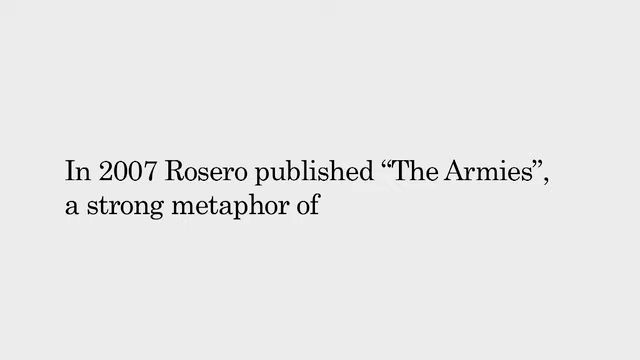 In 2007 Rosero published “The Armies”,
a strong metaphor of